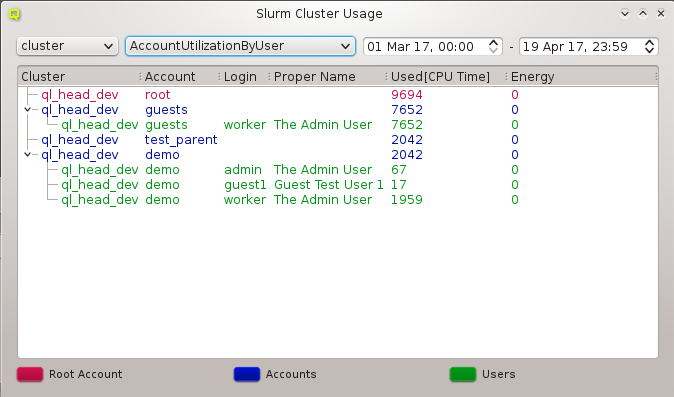 Slurm Cluster Usage
cluster AccountUtilizationByUser 01 Mar 17, 00:00 - 19 Apr 17, 23:59
Cluster Account Login Proper Name Used[CPU Time] Energy
ql_head_dev root 9694 0
ql_head_dev guests 7652 0
ql_head_dev guests worker The Admin User 7652 0
ql_head_dev test_parent 2042 0
ql_head_dev demo 2042 0
ql_head_dev demo admin The Admin User 67 0
ql_head_dev demo guest1 Guest Test User 1 17 0
ql_head_dev demo worker The Admin User 1959 0
Root Account Accounts Users